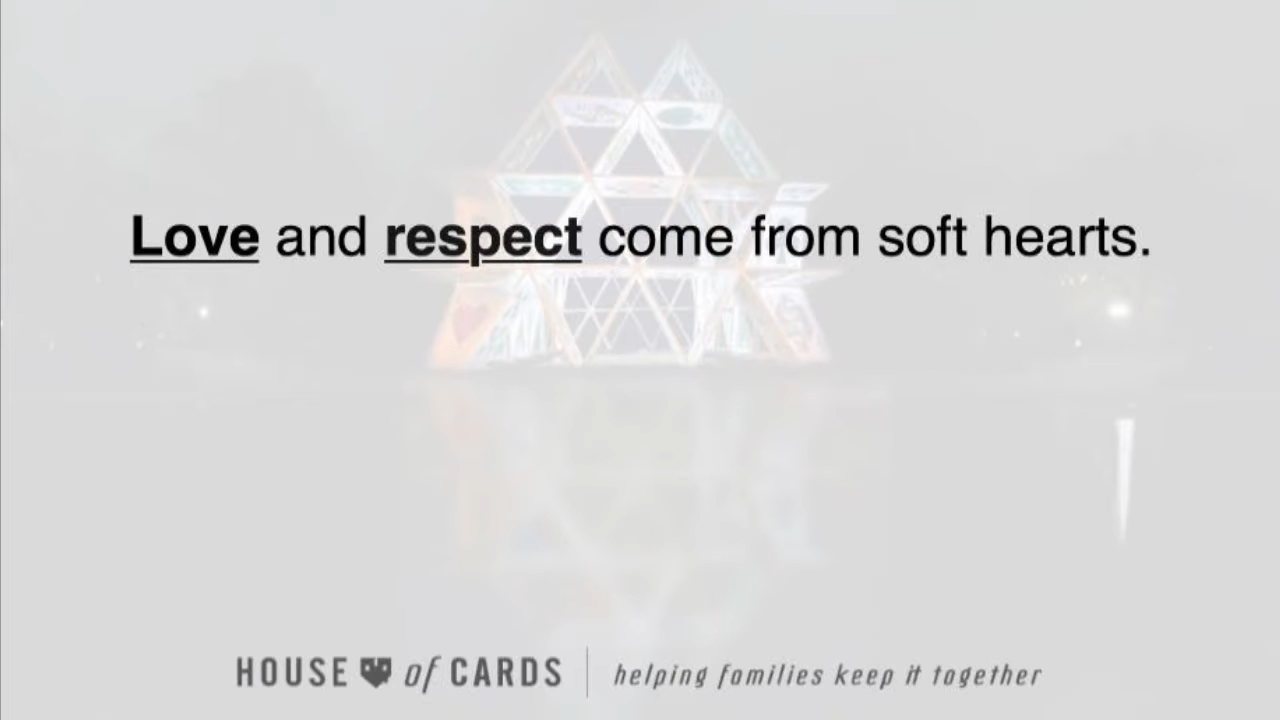 Love and respect come from soft hearts.
HOUSE of CARDS helping families keep it together